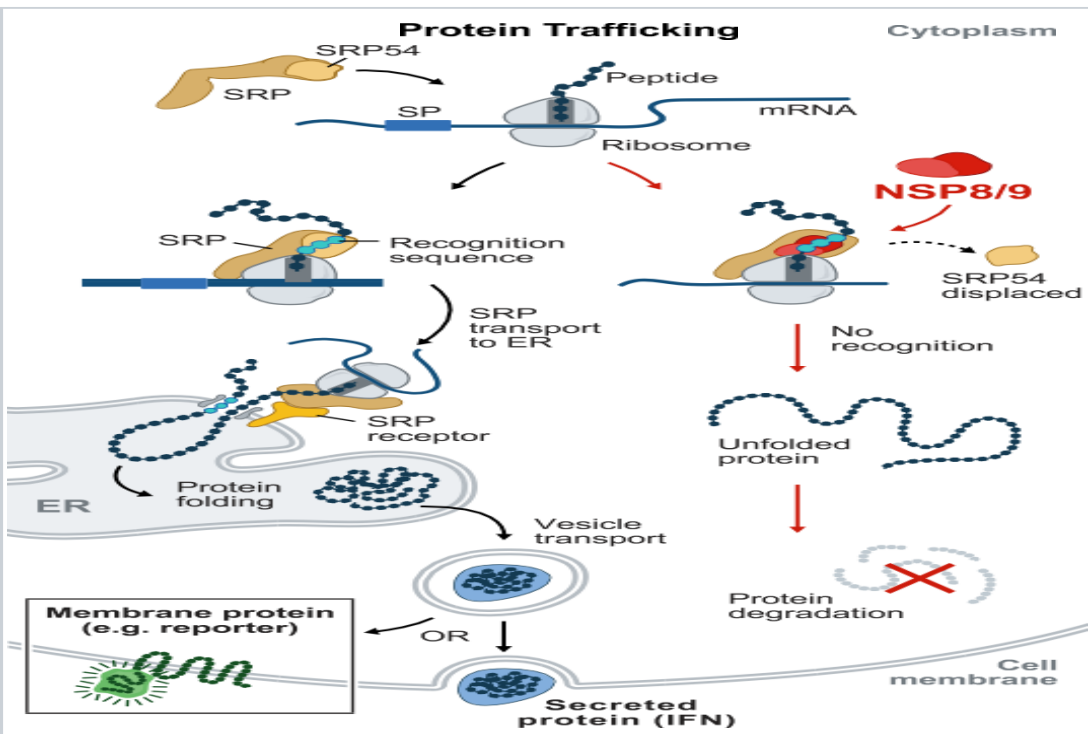 Protein Trafficking
Cytoplasm
SRP54
SRP
Peptide
SP
mRNA
Ribosome
NSP8/9
SRP
Recognition
sequence
SRP54
displaced
SRP
transport
to ER
No
recognition
SRP
receptor
Unfolded
protein
Protein
folding
ER
Vesicle
transport
Protein
degradation
Membrane protein
(e.g. reporter)
OR
Cell
membrane
Secreted
protein (IFN)